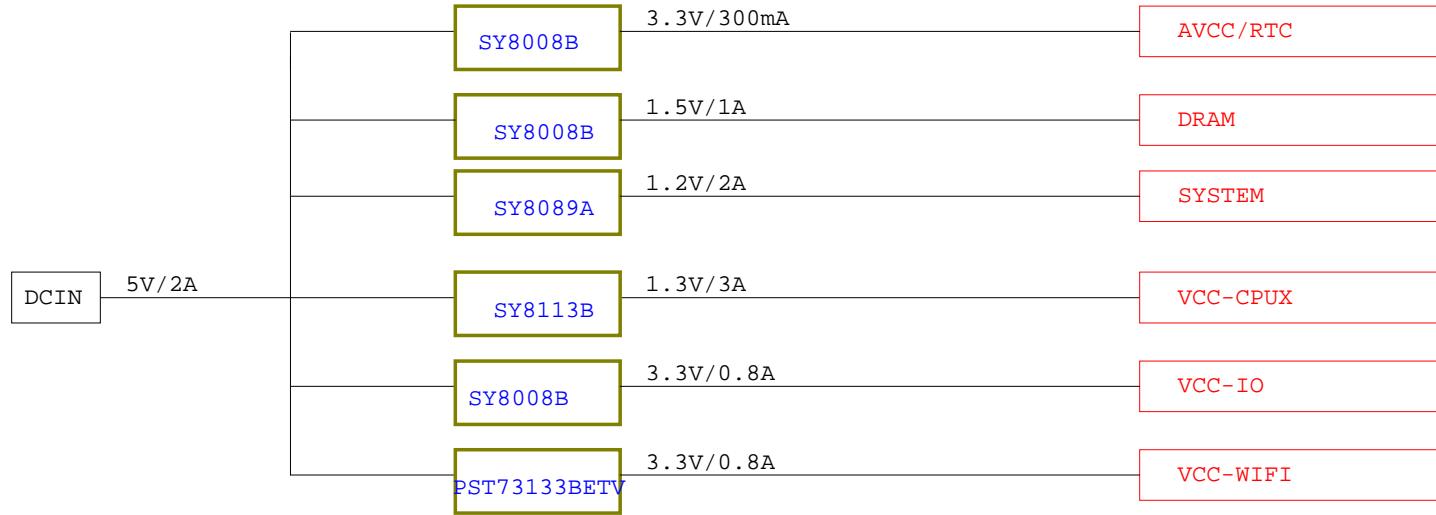 3.3V/300mA
SY8008B
AVCC/RTC
1.5V/1A
SY8008B
DRAM
1.2V/2A
SY8089A
SYSTEM
DCIN
5V/2A
1.3V/3A
SY8113B
VCC-CPUX
3.3V/0.8A
SY8008B
VCC-IO
3.3V/0.8A
PST73133BETV
VCC-WIFI